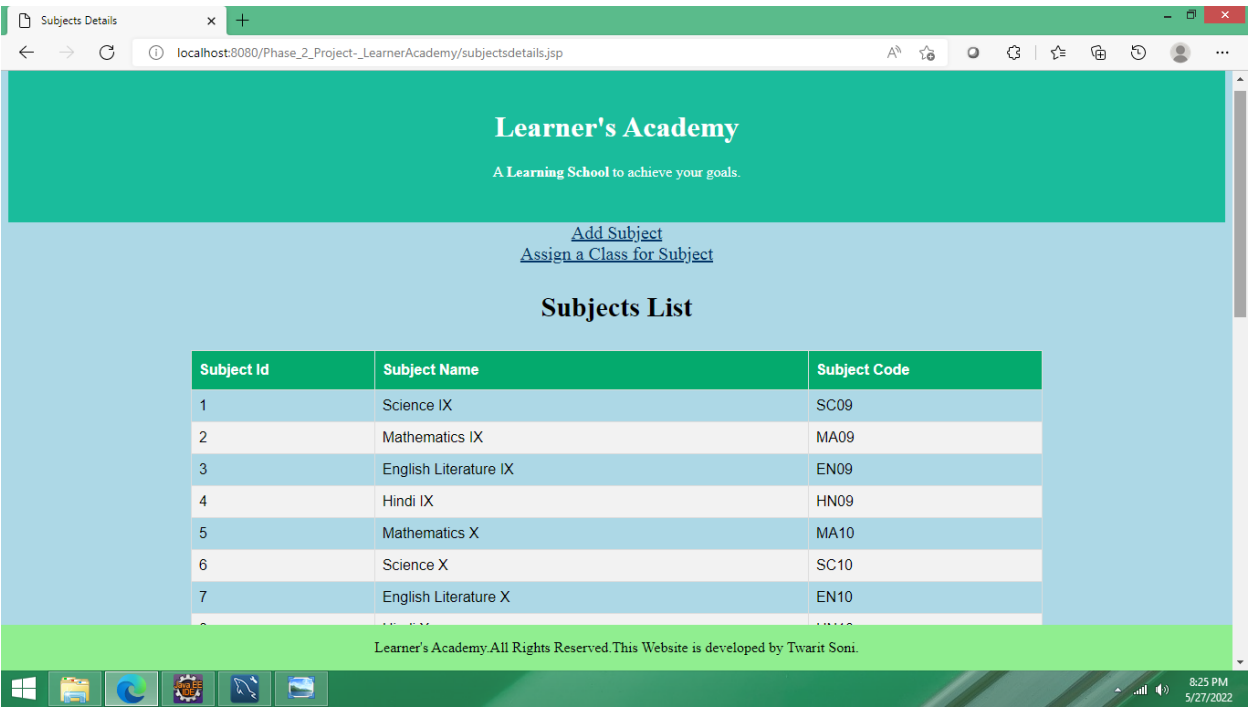 Subjects Details
localhost:8080/Phase_2_Project-_LearnerAcademy/subjectsdetails.jsp
Learner's Academy
A Learning School to achieve your goals.
Add Subject
Assign a Class for Subject
Subjects List
Subject Id Subject Name Subject Code
1 Science IX SC09
2 Mathematics IX MA09
3 English Literature IX EN09
4 Hindi IX HN09
5 Mathematics X MA10
6 Science X SC10
7 English Literature X EN10
Learner's Academy.All Rights Reserved.This Website is developed by Twarit Soni.
Java EE
IDE
8:25 PM
5/27/2022